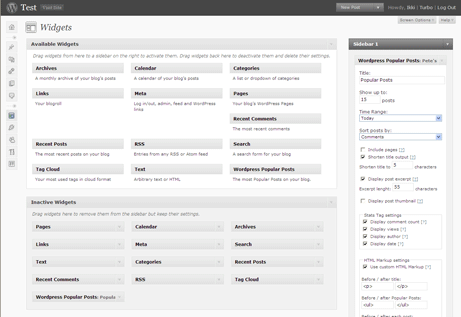 Test
Visit Site
New Post
Howdy, Biki | Turbo | Log Out
Screen Options
Help
Widgets
Available Widgets
Drag widgets from here to a sidebar on the right to activate them. Drag widgets back here to deactivate them and delete their settings.
Archives
Calendar
Categories
A monthly archive of your blog's posts
A calendar of your blog's posts
A list or dropdown of categories
Links
Meta
Pages
Your blogroll
Log in/out, admin, feed and WordPress
links
Your blog's WordPress Pages
Recent Comments
The most recent comments
Recent Posts
RSS
Search
The most recent posts on your blog
Entries from any RSS or Atom feed
A search form for your blog
Tag Cloud
Text
WordPress Popular Posts
Your most used tags in cloud format
Arbitrary text or HTML
The most Popular Posts on your blog.
Inactive Widgets
Drag widgets here to remove them from the sidebar but keep their settings.
Pages
Calendar
Archives
Links
Meta
Search
Text
Categories
Recent Posts
Recent Comments
RSS
Tag Cloud
WordPress Popular Posts: Popula
Sidebar 1
WordPress Popular Posts: Pete's
Title:
Popular Posts
Show up to:
15 posts
Time Range:
Today
Sort posts by:
Comments
Include pages [?]
Shorten title output [?]
Shorten title to 5 characters
Display post excerpt [?]
Excerpt lenght: 55 characters
Display post thumbnail [?]
Stats Tag settings
Display comment count [?]
Display views [?]
Display author [?]
Display date [?]
HTML Markup settings
Use custom HTML Markup [?]
Before / after title:
<p> </p>
Before / after Popular Posts:
<ul> </ul>
Before / after each post: